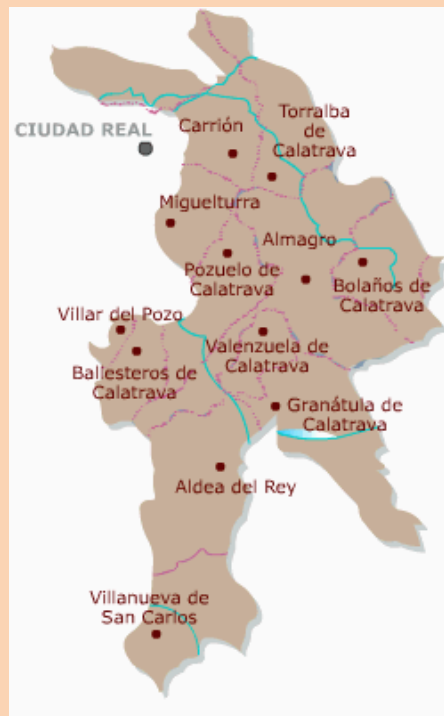 Torralba
de
Calatrava
Carrión
CIUDAD REAL
Miguelturra
Almagro
Pozuelo de
Calatrava
Bolaños de
Calatrava
Villar del Pozo
Valenzuela de
Calatrava
Ballesteros de
Calatrava
Granátula de
Calatrava
Aldea del Rey
Villanueva de
San Carlos